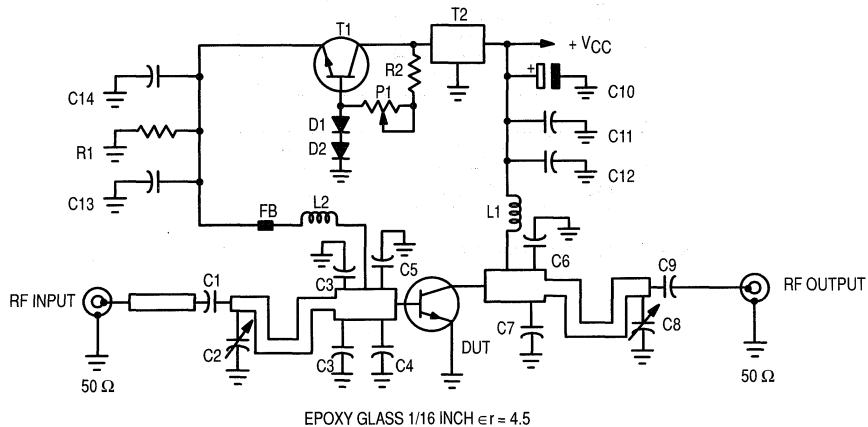 T1
T2
+ VCC
R2
P1
C14
C10
D1
C11
R1
D2
C12
C13
L1
FB
L2
C3
C5
C6
C9
RF INPUT
C1
RF OUTPUT
C2
C7
C8
C3
C4
DUT
50 Ω
50 Ω
+
EPOXY GLASS 1/16 INCH ∈r = 4.5